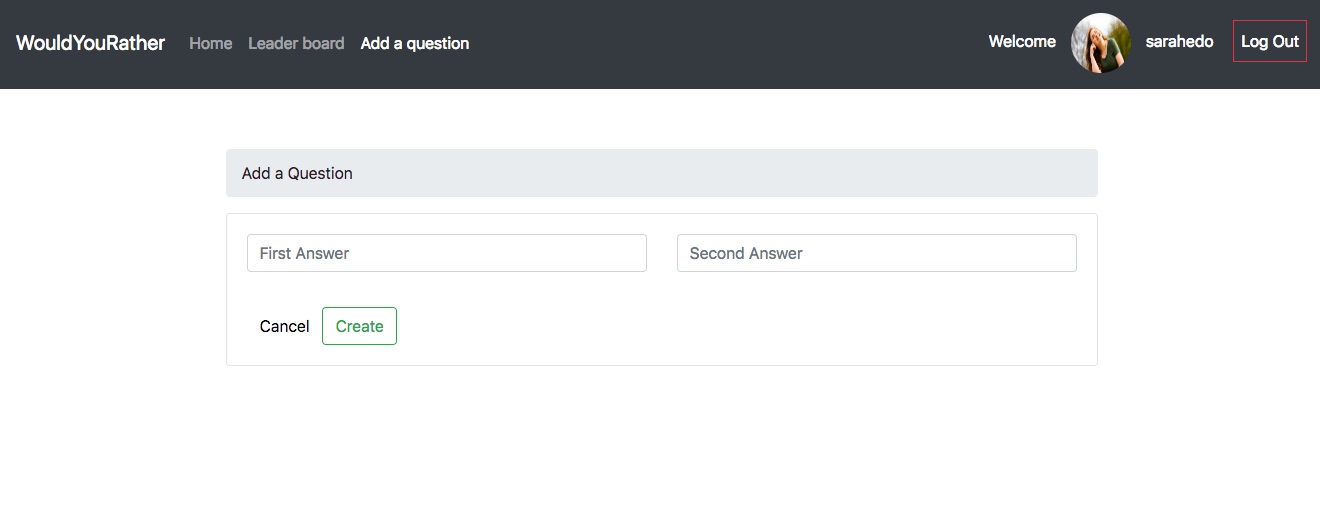 WouldYouRather Home Leader board Add a question Welcome sarahedo Log Out
Add a Question
First Answer Second Answer
Cancel Create